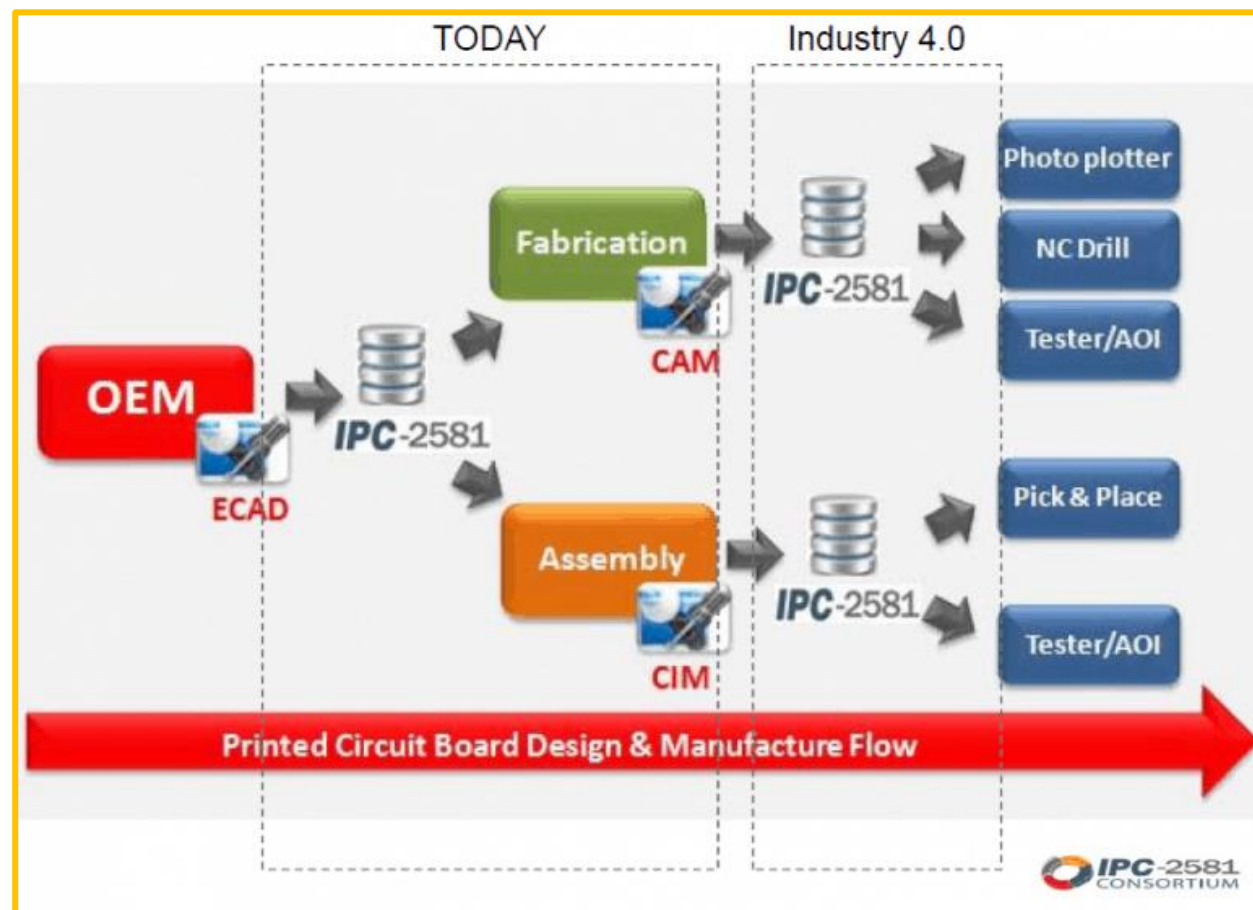 TODAY
Industry 4.0
Photo plotter
Fabrication
NC Drill
IPC-2581
Tester/AOI
CAM
OEM
IPC-2581
ECAD
Pick & Place
Assembly
IPC-2581
Tester/AOI
CIM
Printed Circuit Board Design & Manufacture Flow
IPC-2581
CONSORTIUM